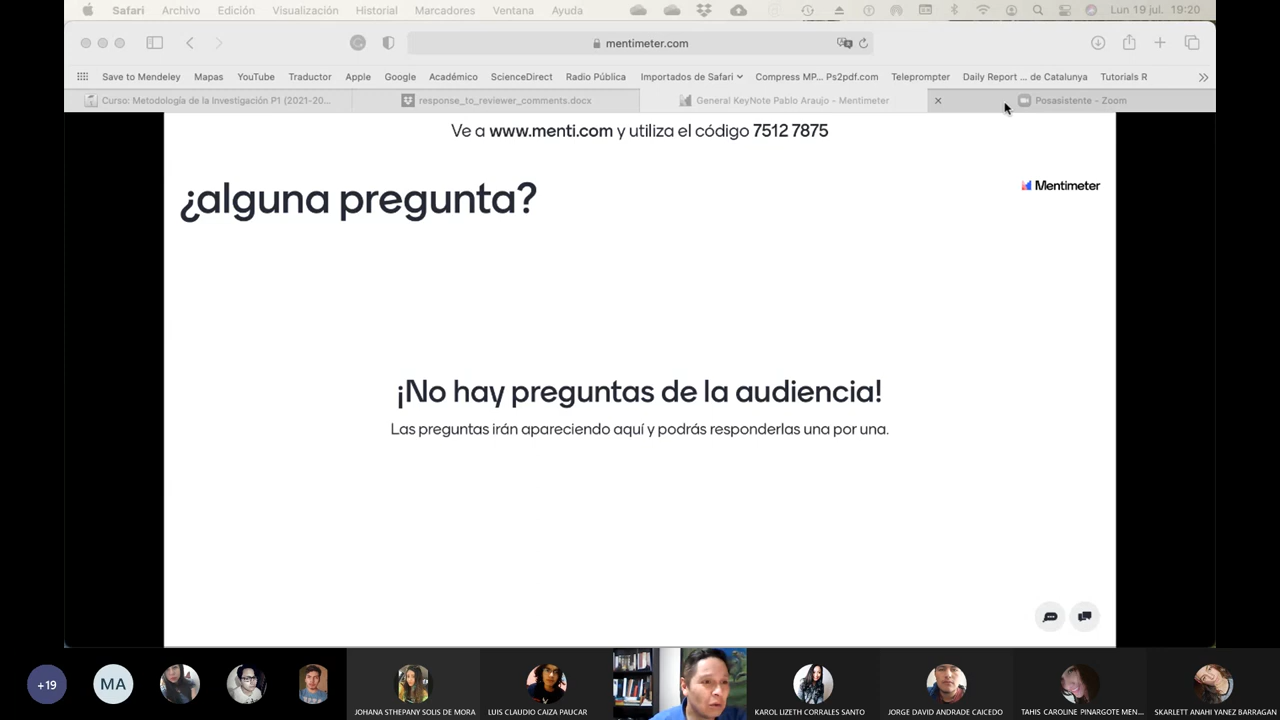 Safari Archivo Edición Visualización Historial Marcadores Ventana Ayuda Lun 19 jul. 19:20
mentimeter.com
Save to Mendeley Mapas YouTube Traductor Apple Google Académico ScienceDirect Radio Pública Importados de Safari Compress MP... Ps2pdf.com Teleprompter Daily Report ... de Catalunya Tutorials R
Curso: Metodología de la Investigación P1 (2021-20... response_to_reviewer_comments.docx General KeyNote Pablo Araujo - Mentimeter Posasistente - Zoom
Ve a www.menti.com y utiliza el código 7512 7875
¿alguna pregunta?
Mentimeter
¡No hay preguntas de la audiencia!
Las preguntas irán apareciendo aquí y podrás responderlas una por una.
+19 MA
JOHANA STHEPANY SOLIS DE MORA LUIS CLAUDIO CAIZA PAUCAR KAROL LIZETH CORRALES SANTO JORGE DAVID ANDRADE CAICEDO TAHIS CAROLINE PINARGOTE MEN... SKARLETT ANAHI YANEZ BARRAGAN